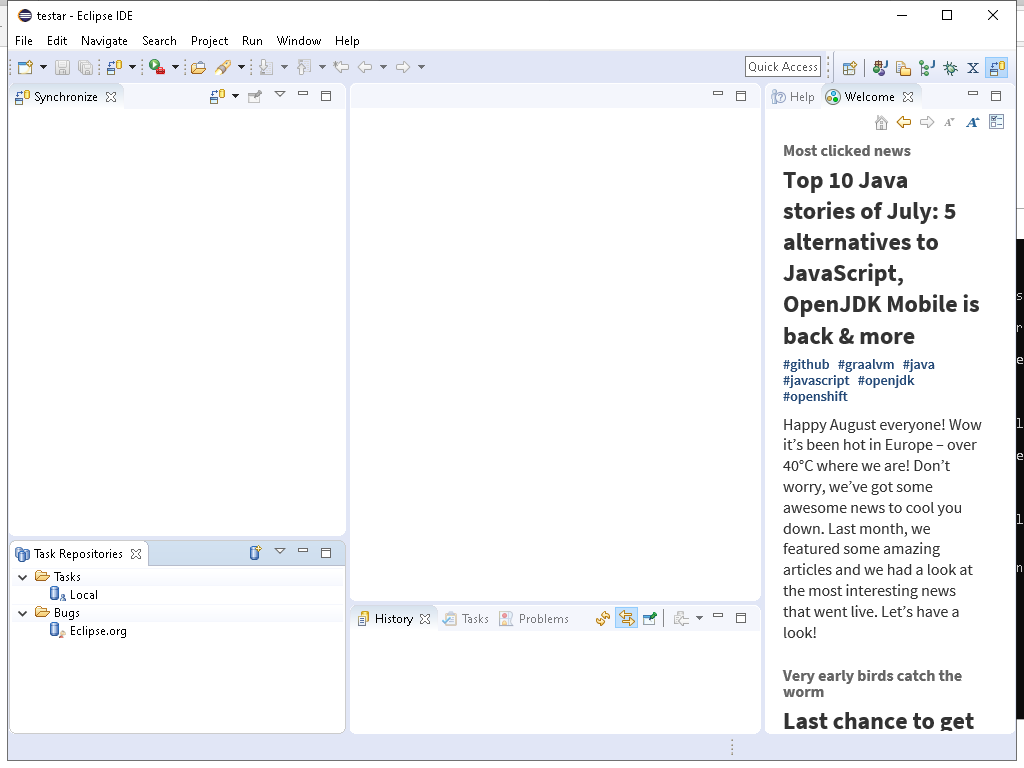 testar - Eclipse IDE
File Edit Navigate Search Project Run Window Help
Quick Access
Synchronize
Help Welcome
Most clicked news
Top 10 Java
stories of July: 5
alternatives to
JavaScript,
OpenJDK Mobile is
back & more
#github #graalvm #java
#javascript #openjdk
#openshift
Happy August everyone! Wow
it’s been hot in Europe – over
40°C where we are! Don’t
worry, we’ve got some
awesome news to cool you
down. Last month, we
featured some amazing
articles and we had a look at
the most interesting news
that went live. Let’s have a
look!
Very early birds catch the
worm
Last chance to get
Task Repositories
Tasks
Local
Bugs
Eclipse.org
History Tasks Problems